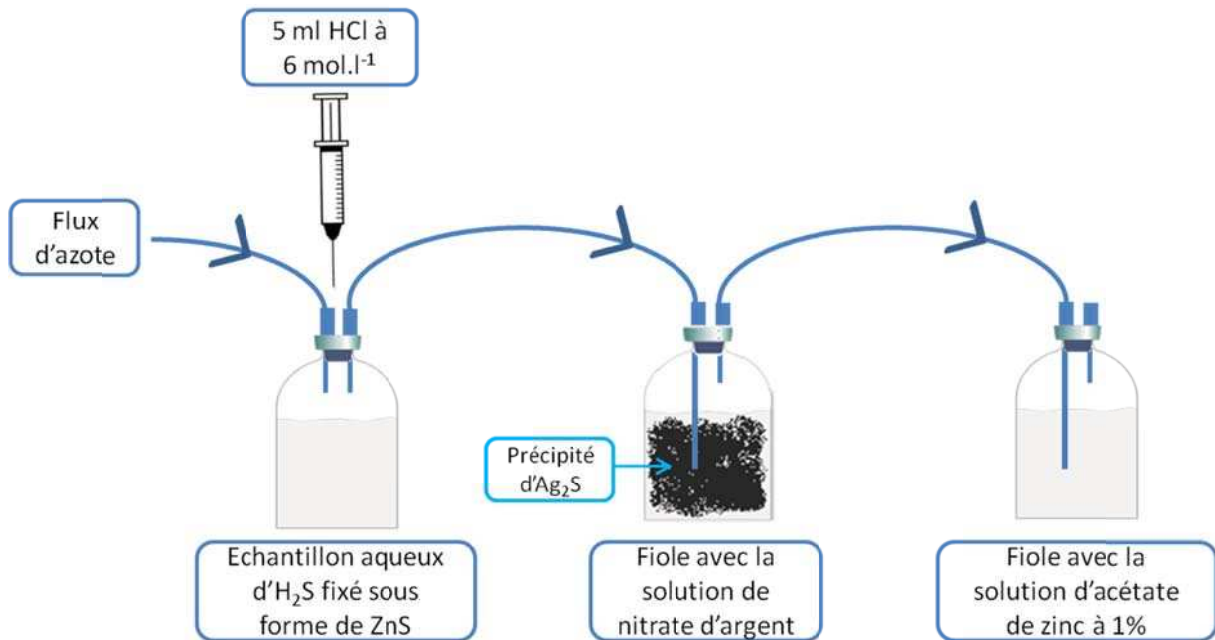 5 ml HCl à
6 mol.l⁻¹
Flux
d'azote
Précipité
d'Ag₂S
Echantillon aqueux
d'H₂S fixé sous
forme de ZnS
Fiole avec la
solution de
nitrate d'argent
Fiole avec la
solution d'acétate
de zinc à 1%